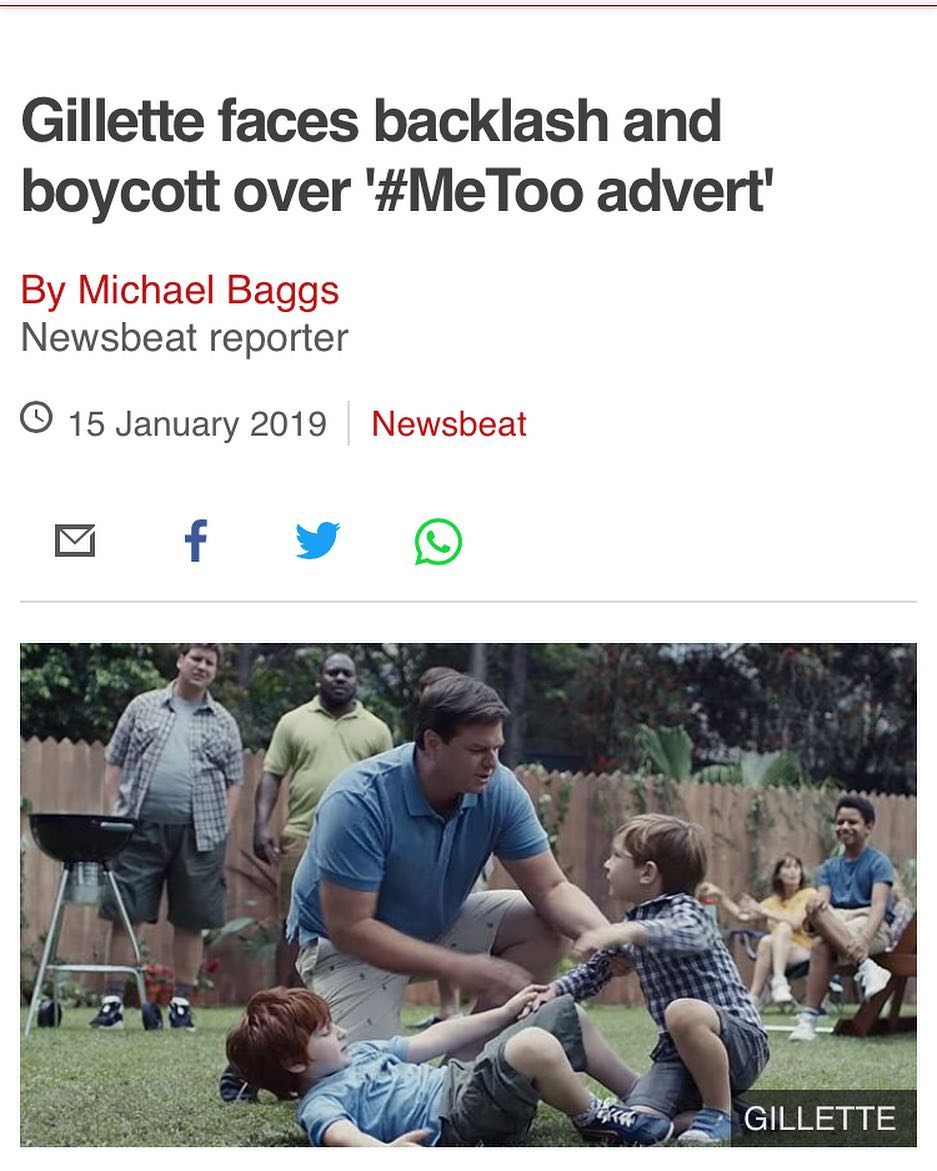 Gillette faces backlash and
boycott over '#MeToo advert'
By Michael Baggs
Newsbeat reporter
15 January 2019 | Newsbeat
GILLETTE